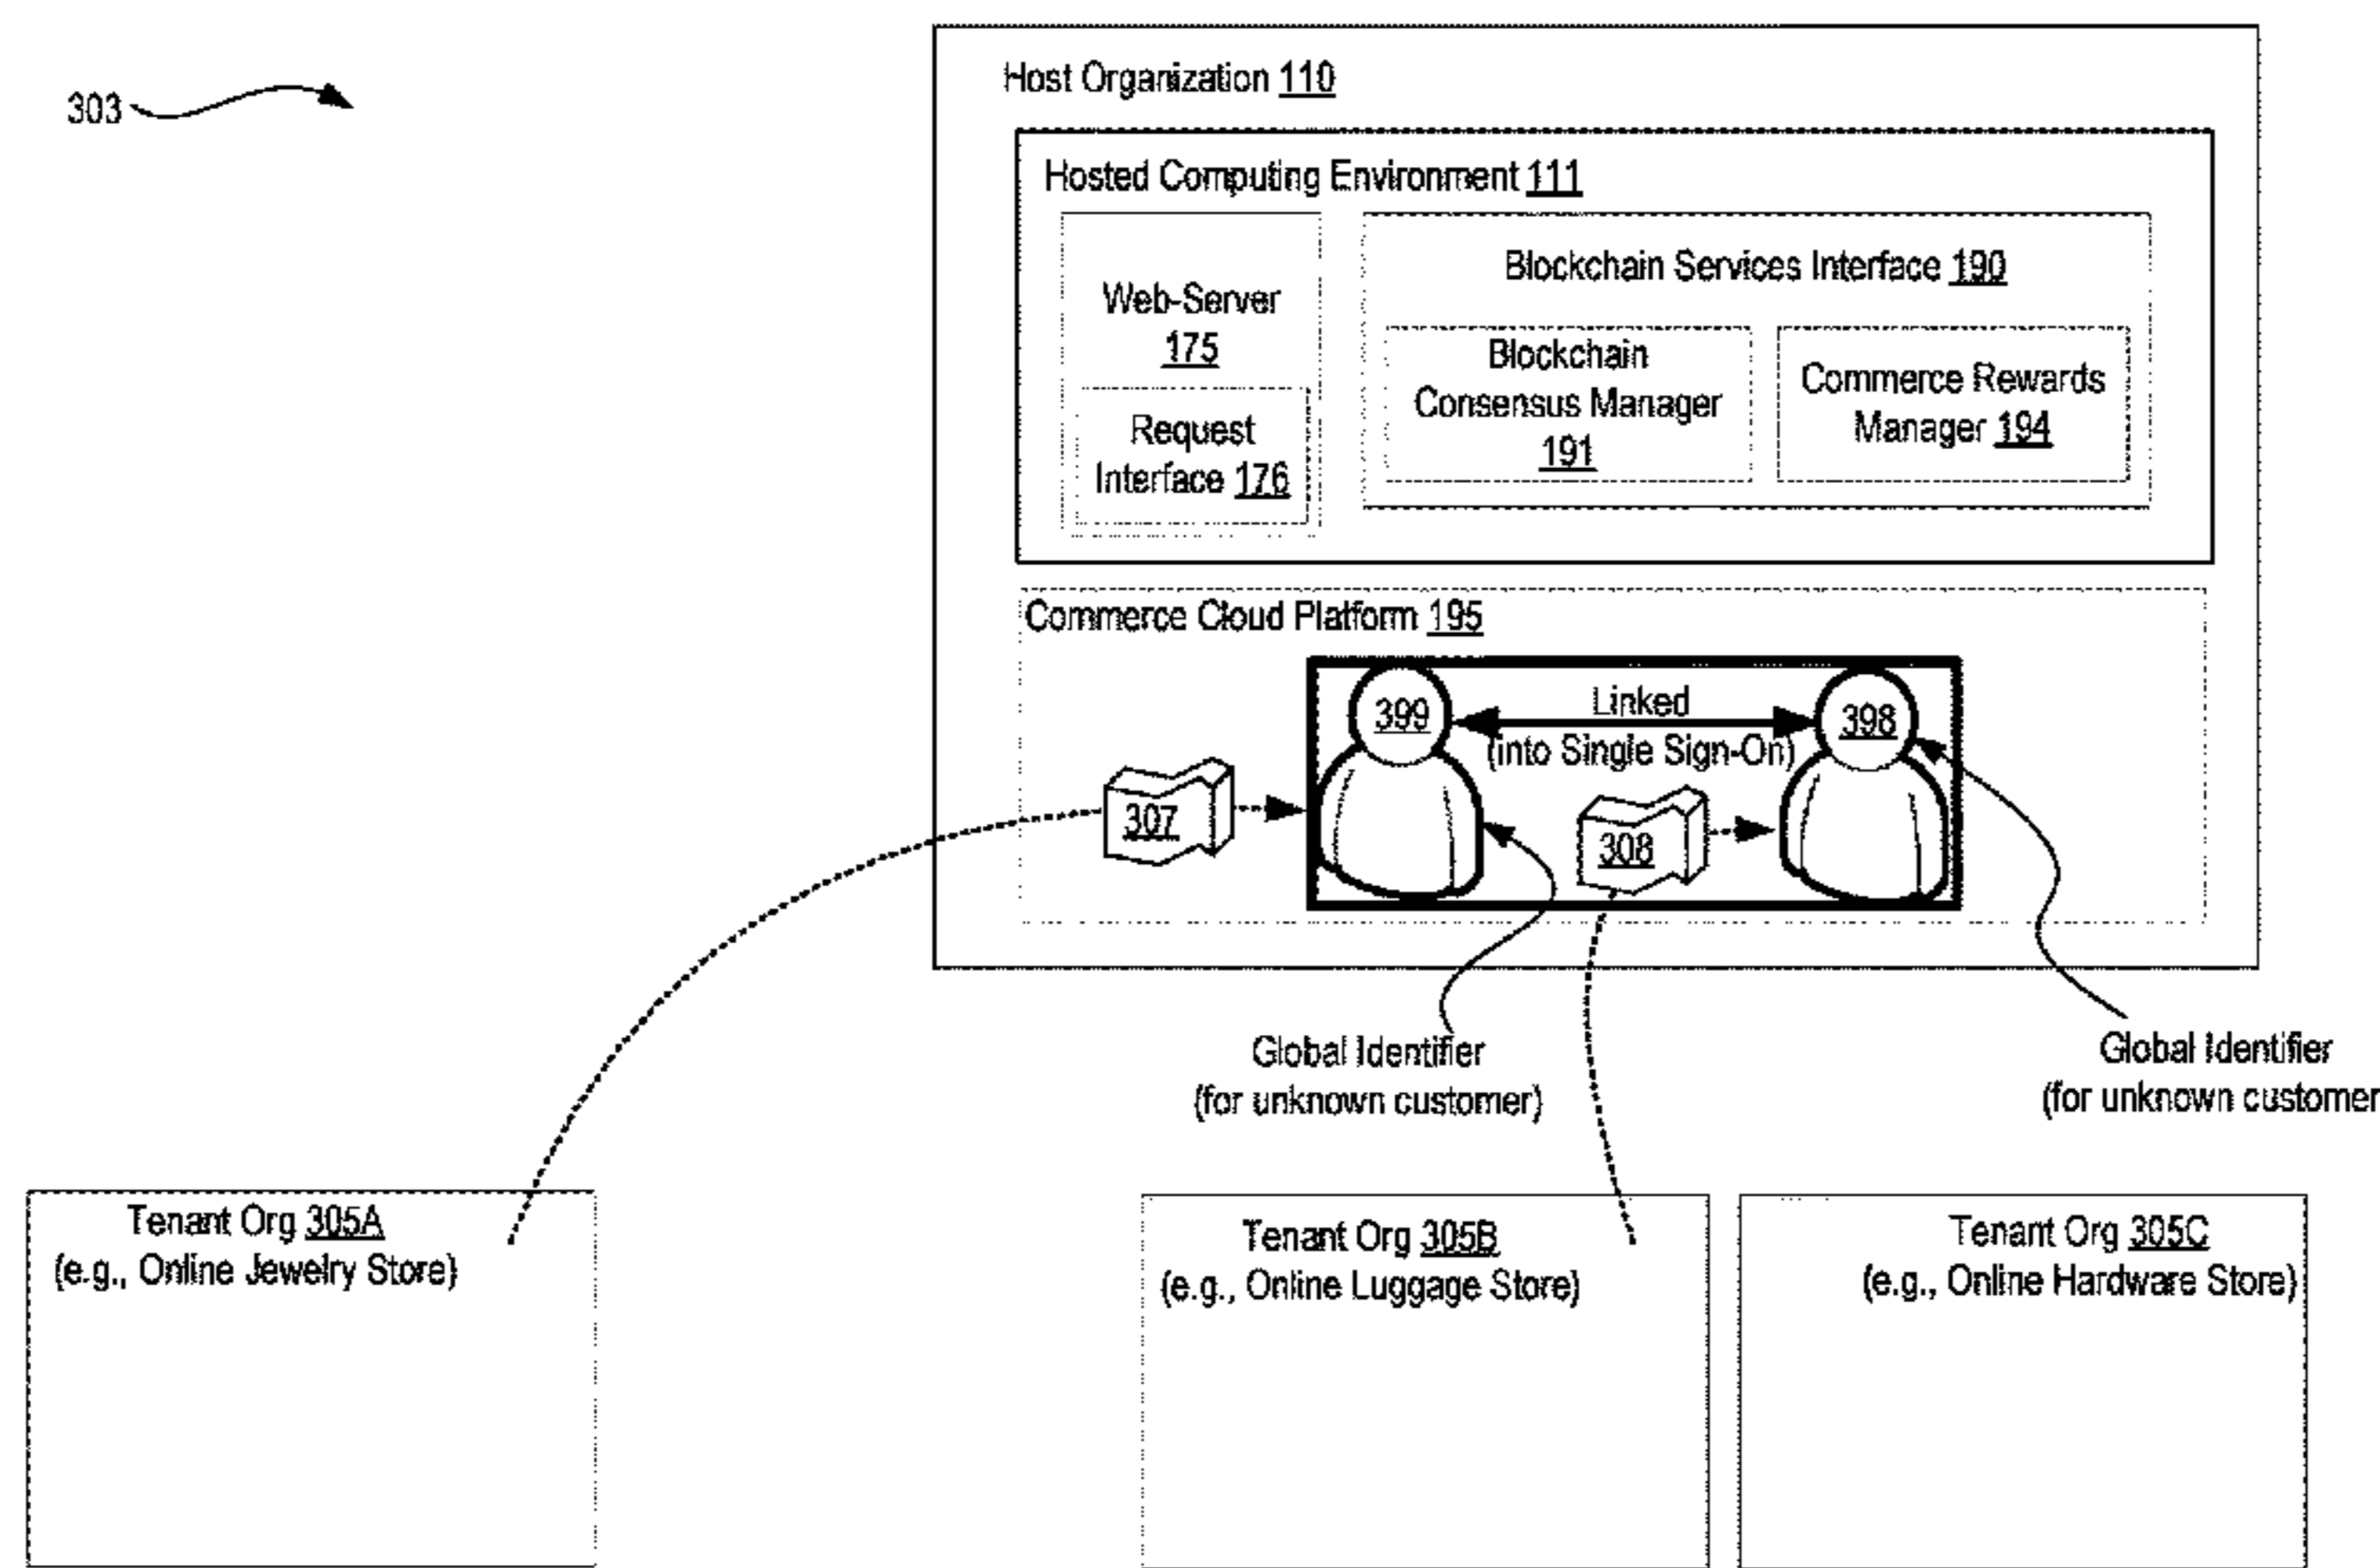 303
Host Organization 110
Hosted Computing Environment 111
Web-Server
175
Request
Interface 176
Blockchain Services Interface 190
Blockchain
Consensus Manager
191
Commerce Rewards
Manager 194
Commerce Cloud Platform 195
399
Linked
(into Single Sign-On)
398
307
308
Global Identifier
(for unknown customer)
Global Identifier
(for unknown customer
Tenant Org 305A
(e.g., Online Jewelry Store)
Tenant Org 305B
(e.g., Online Luggage Store)
Tenant Org 305C
(e.g., Online Hardware Store)